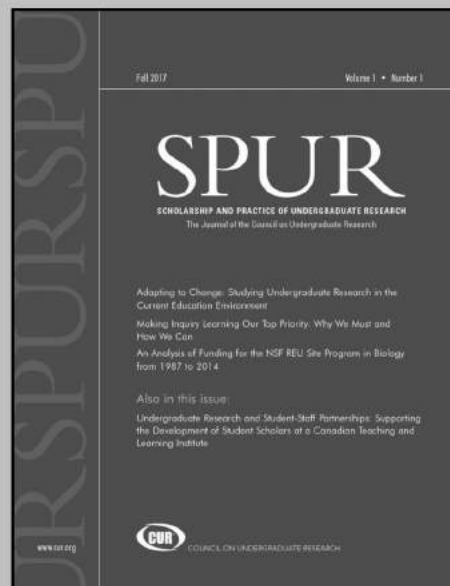 Fall 2017
Volume 1 • Number 1
SPUR
SCHOLARSHIP AND PRACTICE OF UNDERGRADUATE RESEARCH
The Journal of the Council on Undergraduate Research
Adapting to Change: Studying Undergraduate Research in the
Current Education Environment
Making Inquiry Learning Our Top Priority: Why We Must and
How We Can
An Analysis of Funding for the NSF REU Site Program in Biology
from 1987 to 2014
Also in this issue:
Undergraduate Research and Student-Staff Partnerships: Supporting
the Development of Student Scholars at a Canadian Teaching and
Learning Institute
URSPURSPU
www.cur.org
CUR
COUNCIL ON UNDERGRADUATE RESEARCH